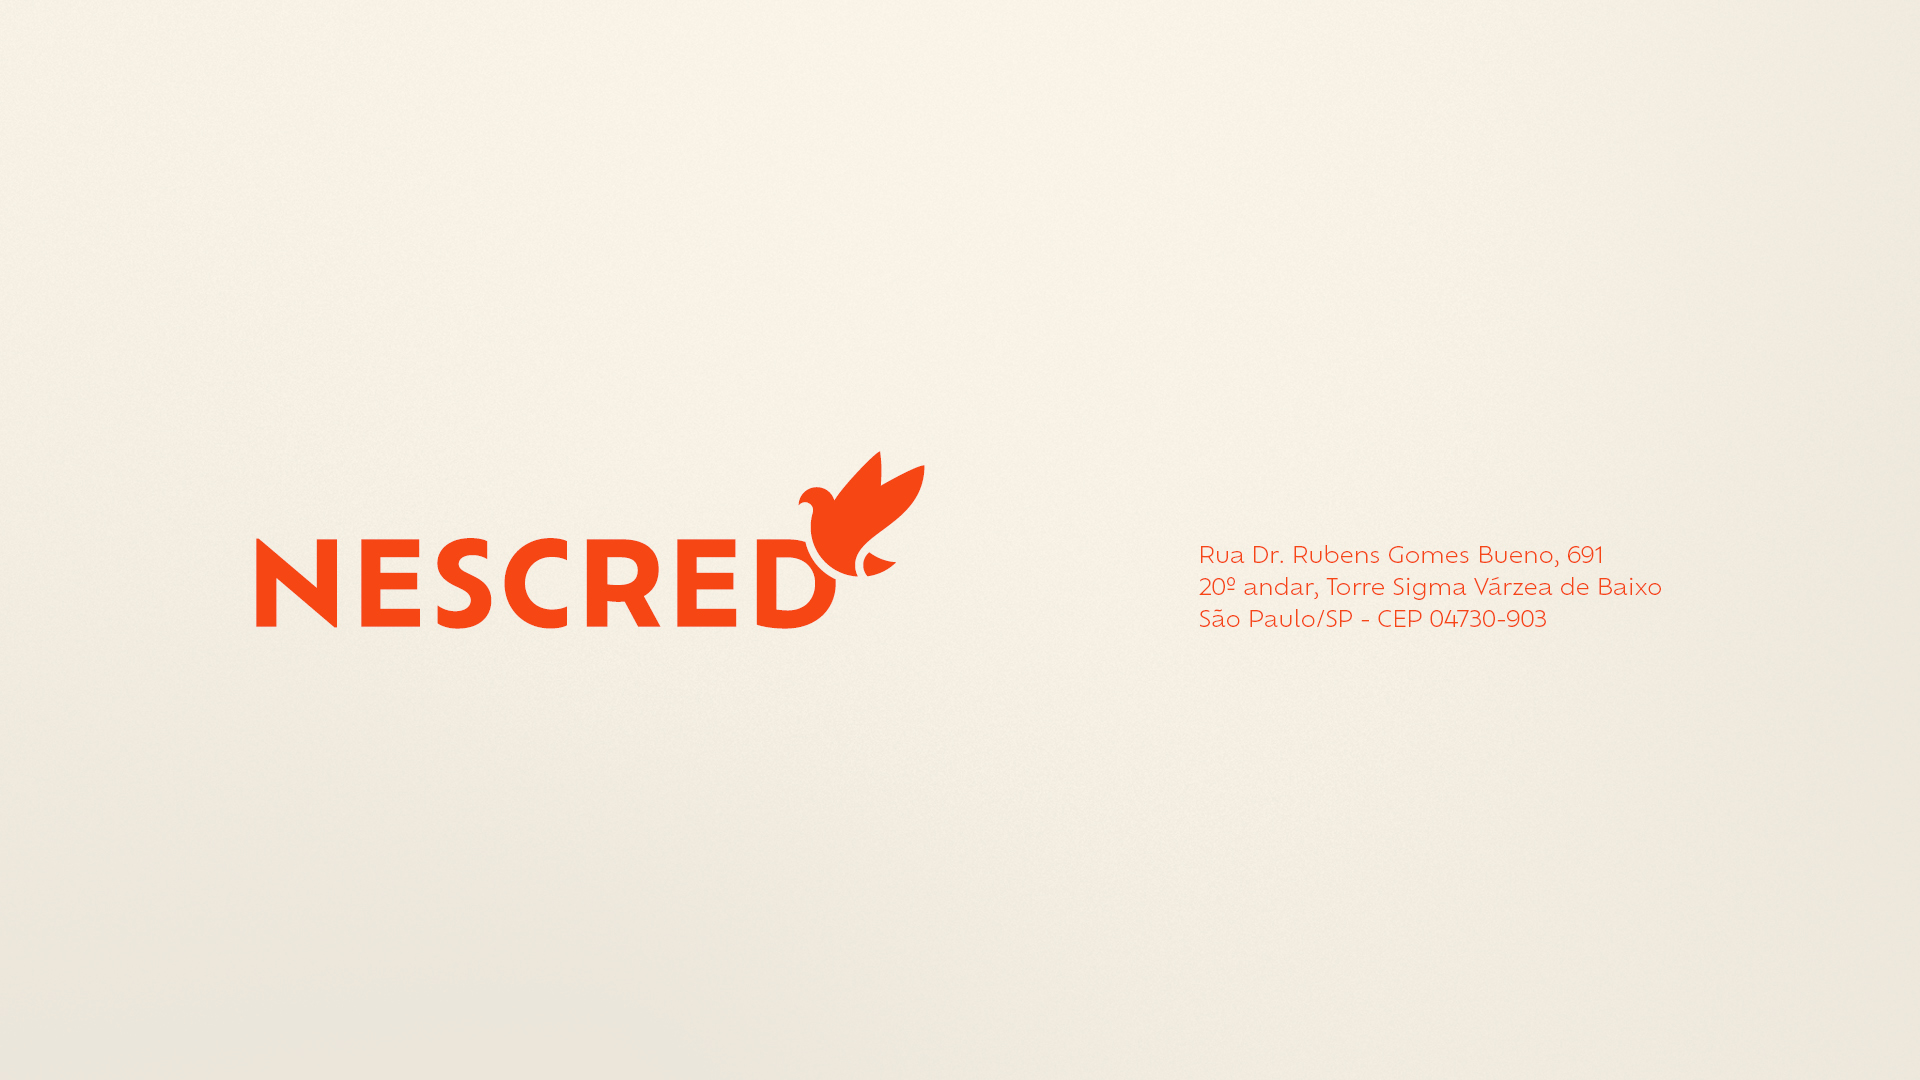 NESCRED
Rua Dr. Rubens Gomes Bueno, 691
20º andar, Torre Sigma Várzea de Baixo
São Paulo/SP - CEP 04730-903